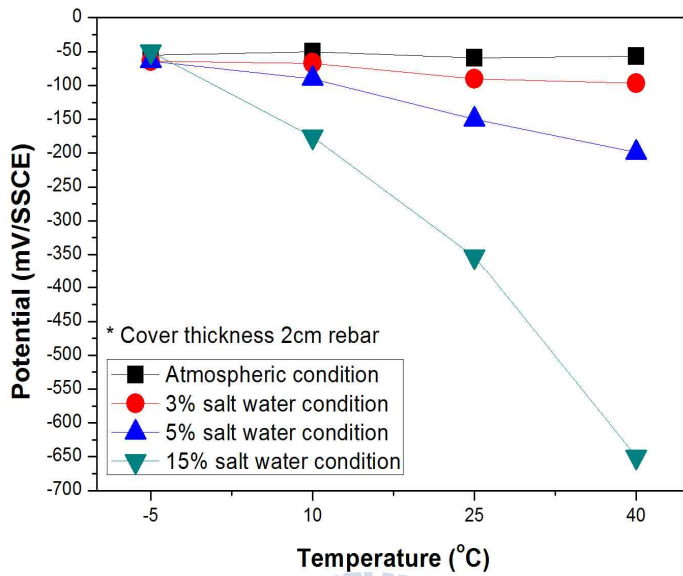 0
-50
-100
-150
-200
-250
-300
-350
-400
-450
-500
-550
-600
-650
-700
Potential (mV/SSCE)
* Cover thickness 2cm rebar
Atmospheric condition
3% salt water condition
5% salt water condition
15% salt water condition
-5 10 25 40
Temperature (°C)